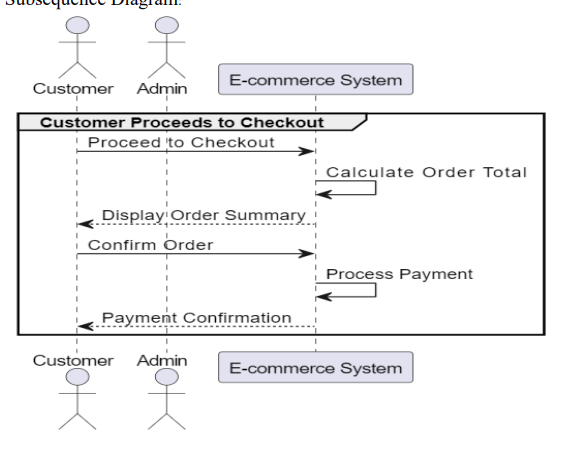 Subsequence Diagram:
Customer Admin E-commerce System
Customer Proceeds to Checkout
Proceed to Checkout
Calculate Order Total
Display Order Summary
Confirm Order
Process Payment
Payment Confirmation
Customer Admin E-commerce System